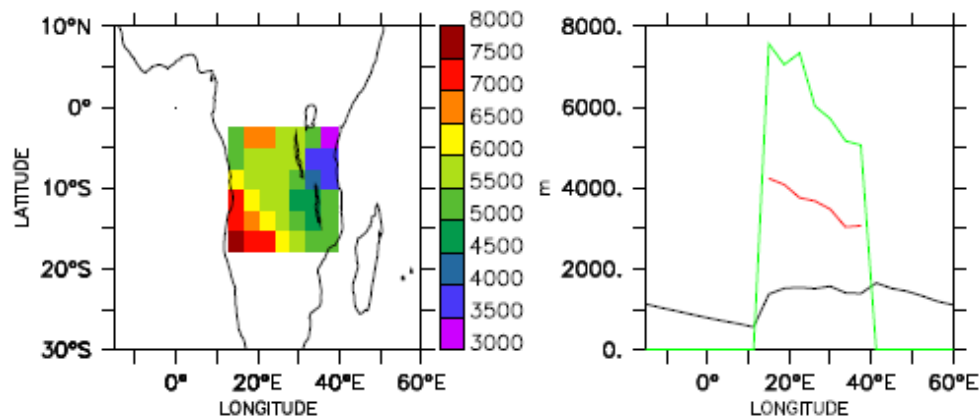 10°N
0°
10°S
20°S
30°S
LATITUDE
0°
20°E
40°E
60°E
LONGITUDE
8000
7500
7000
6500
6000
5500
5000
4500
4000
3500
3000
8000.
6000.
4000.
2000.
0.
m
0°
20°E
40°E
60°E
LONGITUDE